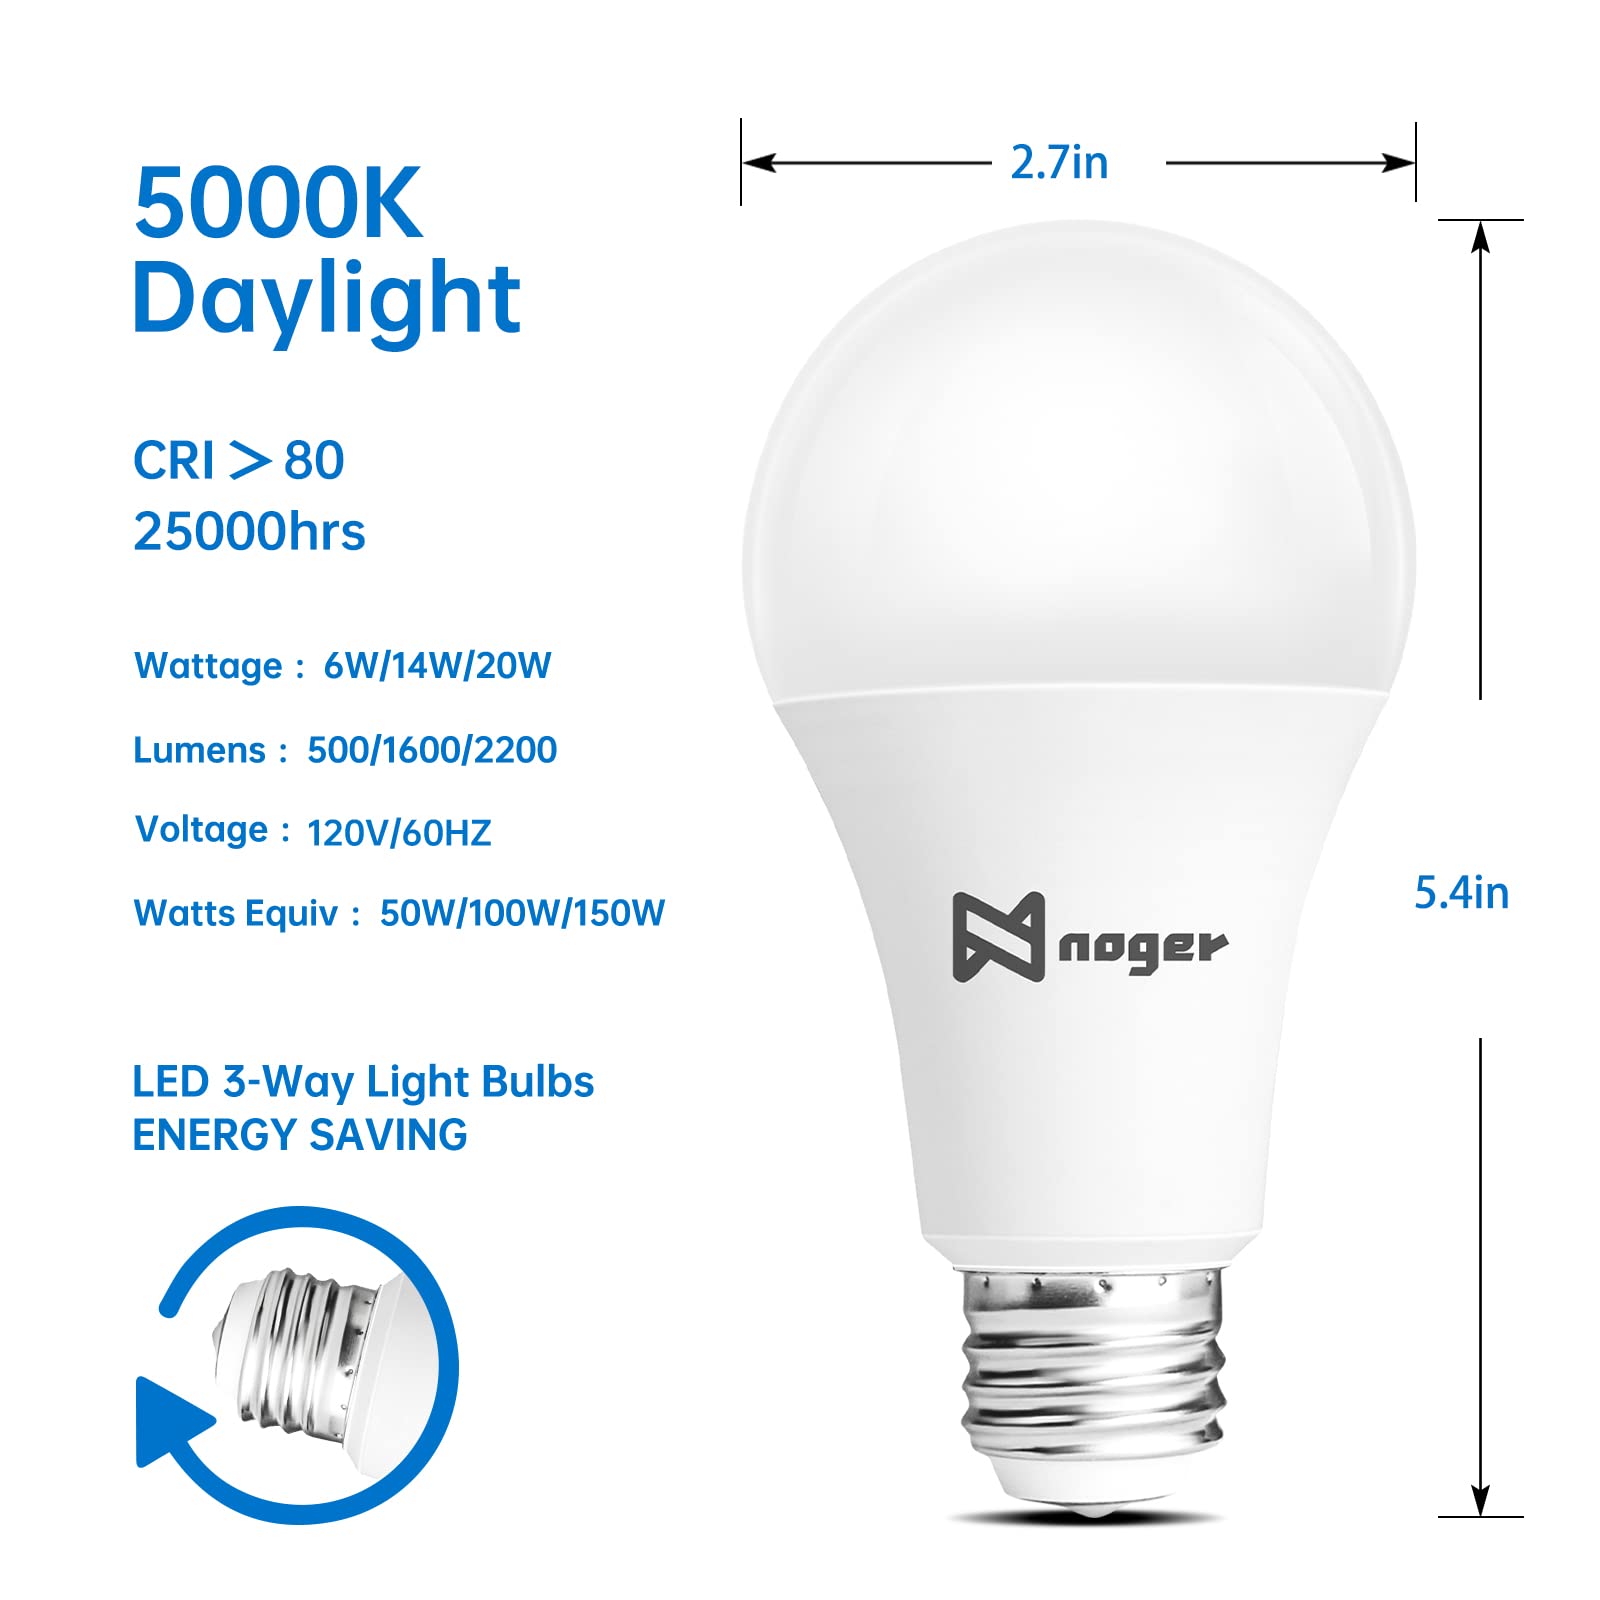 5000K
Daylight
CRI > 80
25000hrs
Wattage : 6W/14W/20W
Lumens : 500/1600/2200
Voltage : 120V/60HZ
Watts Equiv : 50W/100W/150W
LED 3-Way Light Bulbs
ENERGY SAVING
2.7in
5.4in
noger